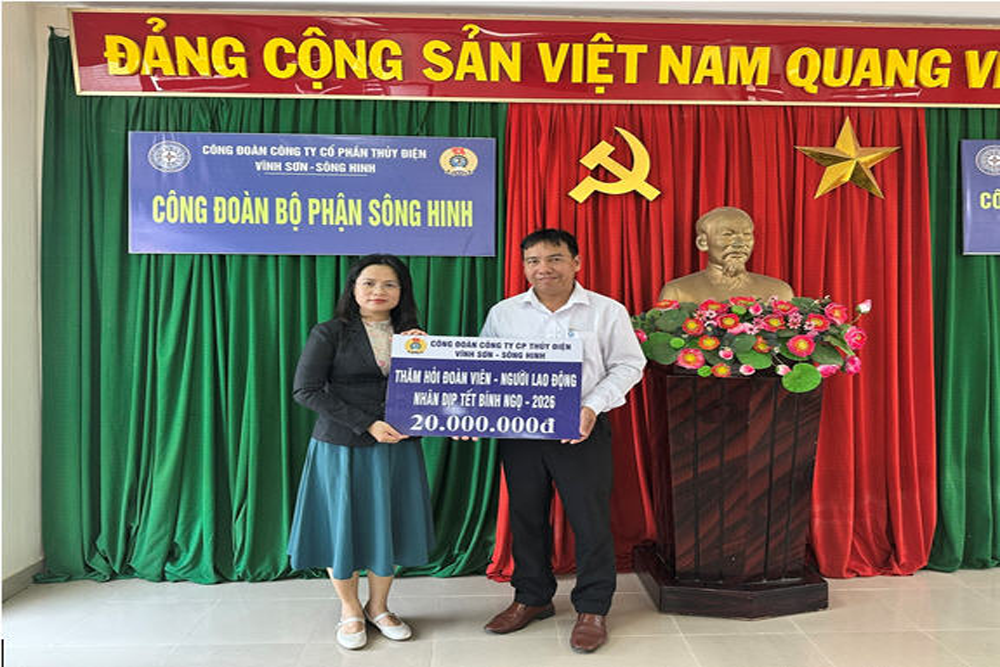 ĐẢNG CỘNG SẢN VIỆT NAM QUANG VI
CÔNG ĐOÀN CÔNG TY CỔ PHẦN THỦY ĐIỆN
VĨNH SƠN - SÔNG HINH
CÔNG ĐOÀN BỘ PHẬN SÔNG HINH
CÔ
CÔNG ĐOÀN CÔNG TY CP THỦY ĐIỆN
VĨNH SƠN - SÔNG HINH
THĂM HỎI ĐOÀN VIÊN - NGƯỜI LAO ĐỘNG
NHÂN DỊP TẾT BÍNH NGỌ - 2026
20.000.000đ